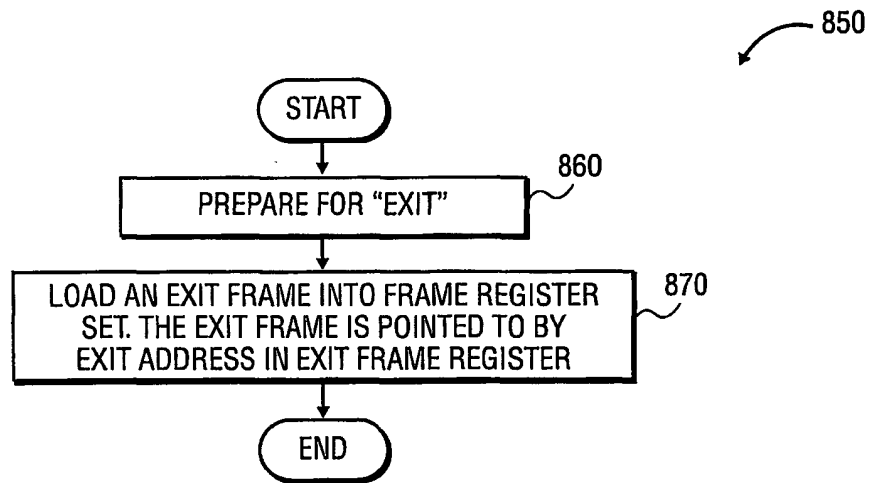 850
START
860
PREPARE FOR “EXIT”
870
LOAD AN EXIT FRAME INTO FRAME REGISTER
SET. THE EXIT FRAME IS POINTED TO BY
EXIT ADDRESS IN EXIT FRAME REGISTER
END